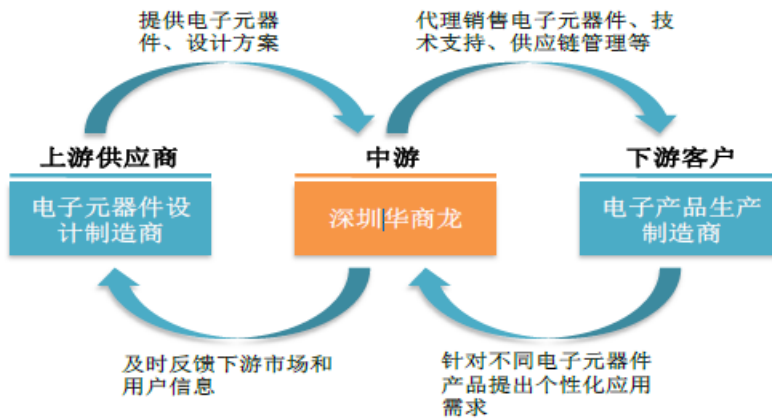 提供电子元器
件、设计方案
代理销售电子元器件、技
术支持、供应链管理等
上游供应商
中游
下游客户
电子元器件设
计制造商
深圳华商龙
电子产品生产
制造商
及时反馈下游市场和
用户信息
针对不同电子元器件
产品提出个性化应用
需求